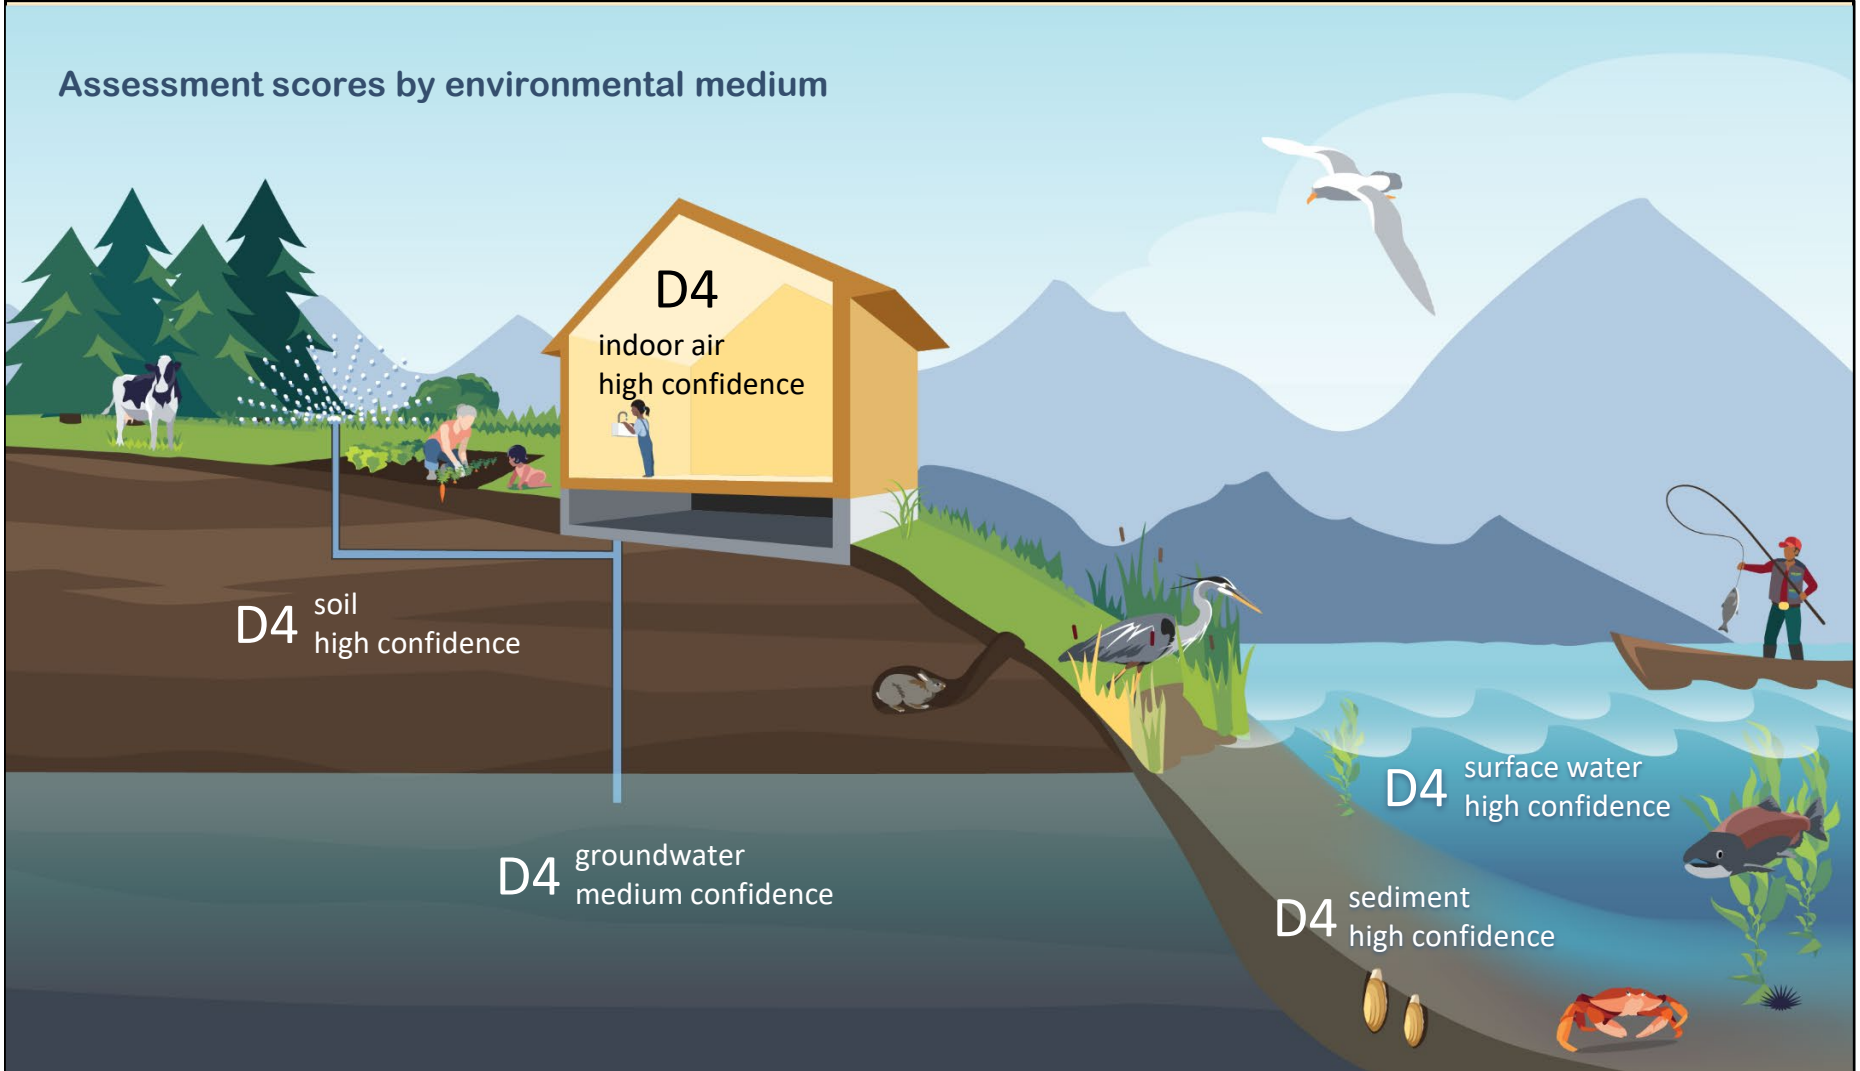 Assessment scores by environmental medium
D4
indoor air
high confidence
D4
soil
high confidence
D4
groundwater
medium confidence
D4
surface water
high confidence
D4
sediment
high confidence